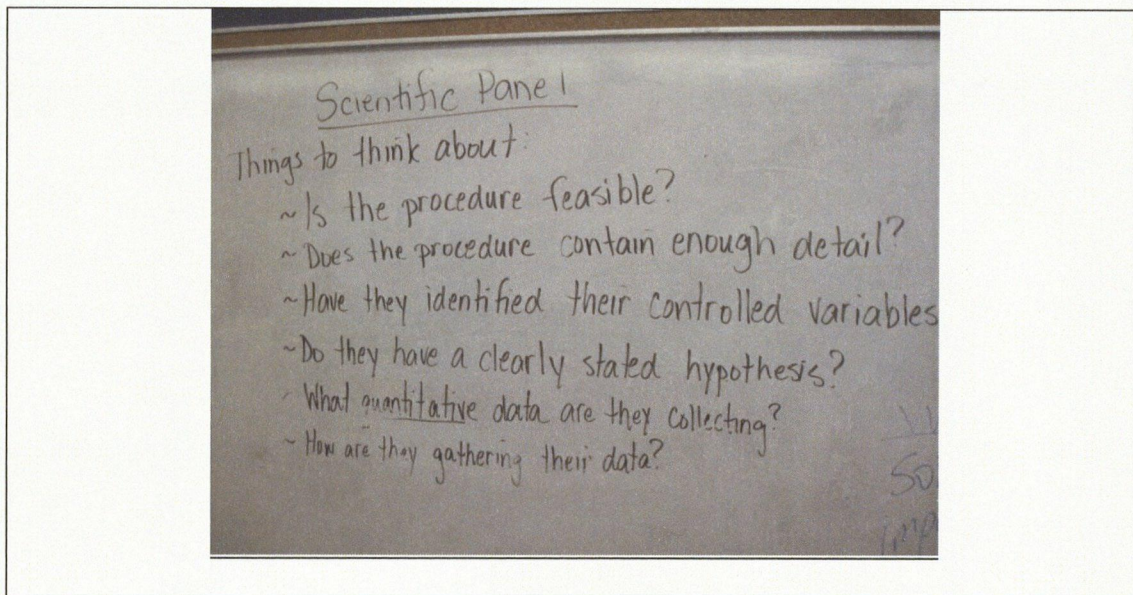 Scientific Panel
Things to think about:
~ Is the procedure feasible?
~ Does the procedure contain enough detail?
~ Have they identified their controlled variables
~ Do they have a clearly stated hypothesis?
~ What quantitative data are they collecting?
~ How are they gathering their data?